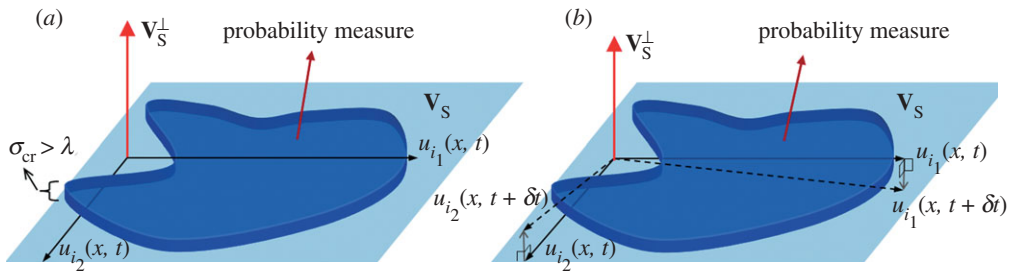 (a)
V_S^⊥
probability measure
V_S
σ_cr > λ
u_{i_1}(x, t)
u_{i_2}(x, t)
(b)
V_S^⊥
probability measure
V_S
u_{i_1}(x, t)
u_{i_2}(x, t + δt)
u_{i_1}(x, t + δt)
u_{i_2}(x, t)